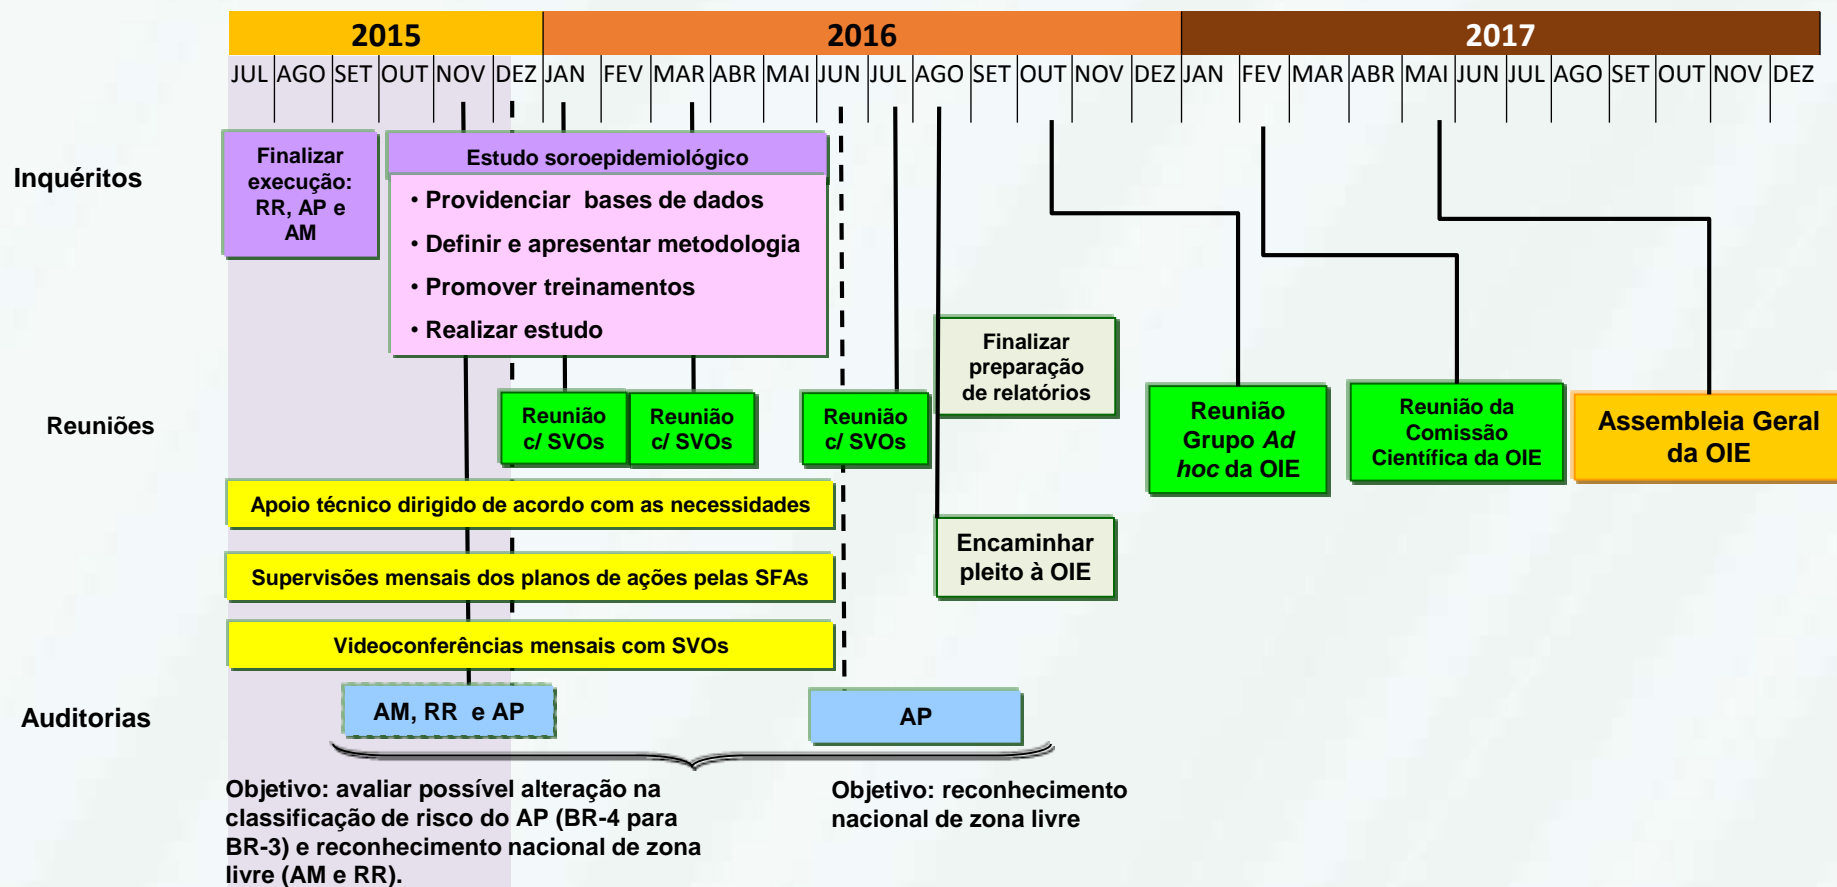 2015 2016 2017
JUL AGO SET OUT NOV DEZ JAN FEV MAR ABR MAI JUN JUL AGO SET OUT NOV DEZ JAN FEV MAR ABR MAI JUN JUL AGO SET OUT NOV DEZ
Inquéritos
Finalizar
execução:
RR, AP e
AM
Estudo soroepidemiológico
• Providenciar bases de dados
• Definir e apresentar metodologia
• Promover treinamentos
• Realizar estudo
Finalizar
preparação
de relatórios
Reuniões
Reunião
c/ SVOs
Reunião
c/ SVOs
Reunião
c/ SVOs
Reunião
Grupo Ad
hoc da OIE
Reunião da
Comissão
Científica da OIE
Assembleia Geral
da OIE
Apoio técnico dirigido de acordo com as necessidades
Encaminhar
pleito à OIE
Supervisões mensais dos planos de ações pelas SFAs
Videoconferências mensais com SVOs
Auditorias
AM, RR e AP
AP
Objetivo: avaliar possível alteração na
classificação de risco do AP (BR-4 para
BR-3) e reconhecimento nacional de zona
livre (AM e RR).
Objetivo: reconhecimento
nacional de zona livre